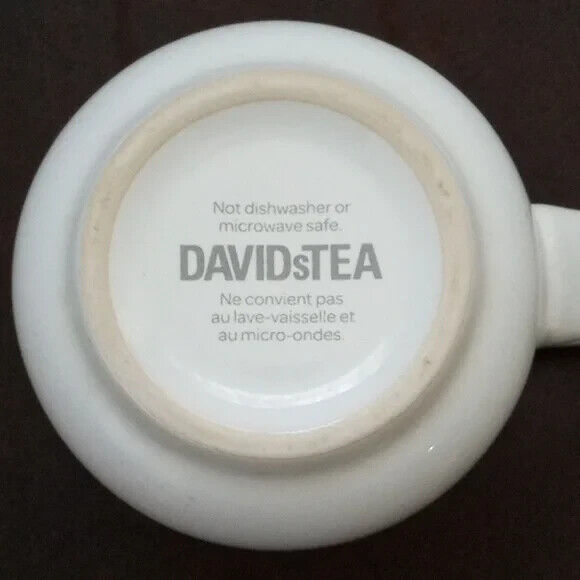 Not dishwasher or
microwave safe.
DAVIDsTEA
Ne convient pas
au lave-vaisselle et
au micro-ondes.